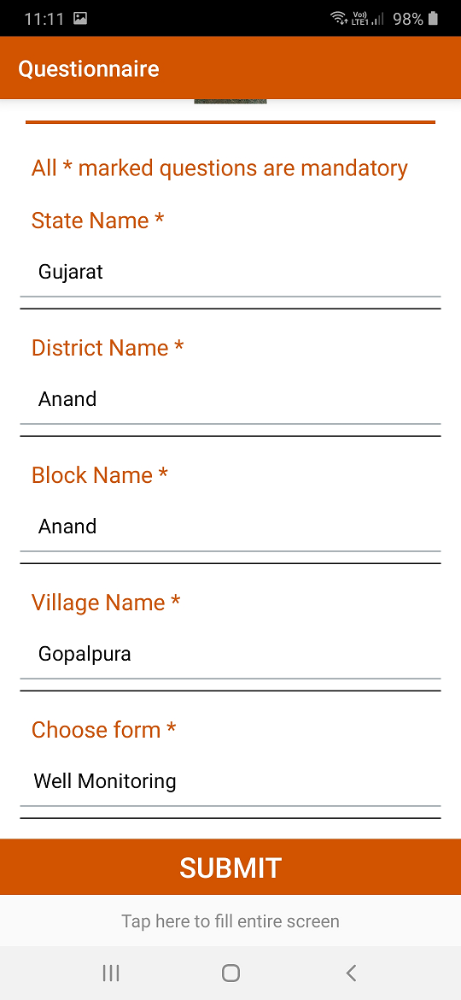 11:11 Vo)) LTE1 98%
Questionnaire
All * marked questions are mandatory
State Name *
Gujarat
District Name *
Anand
Block Name *
Anand
Village Name *
Gopalpura
Choose form *
Well Monitoring
SUBMIT
Tap here to fill entire screen